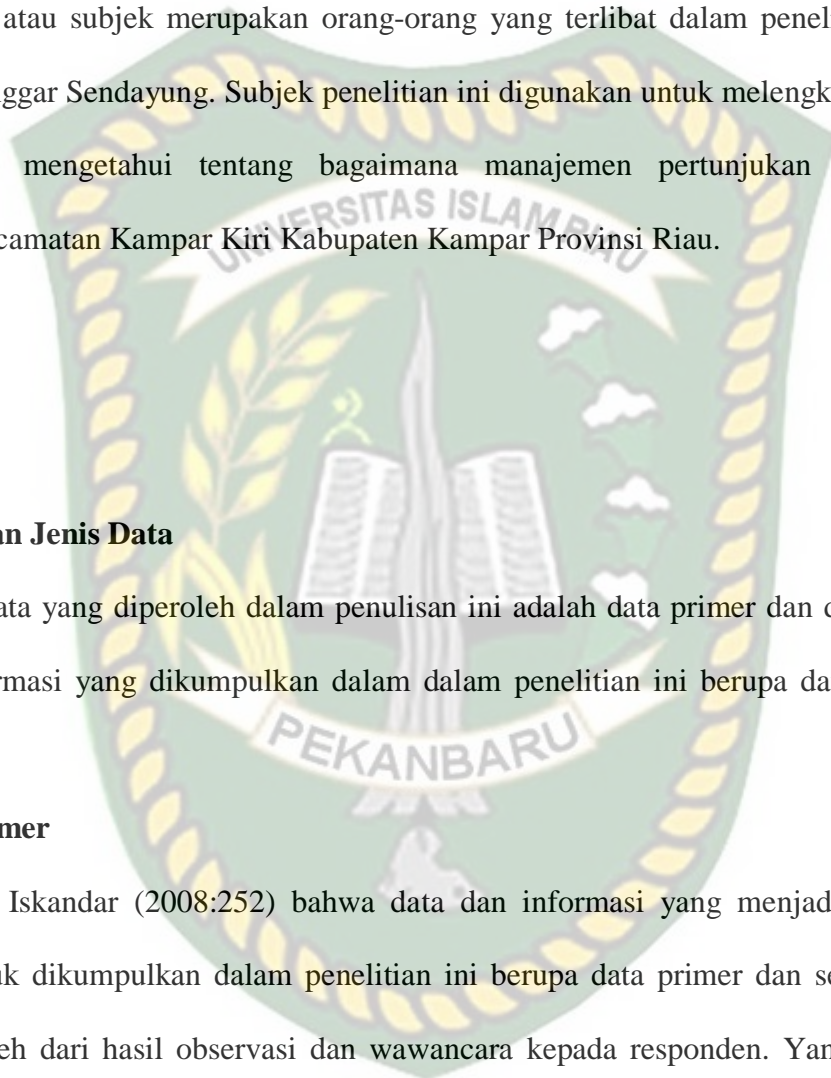 atau subjek merupakan orang-orang yang terlibat dalam
nggar Sendayung. Subjek penelitian ini digunakan untuk
mengetahui tentang bagaimana manajemen pertunjukan
UNIVERSITAS ISLAM RIAU
camatan Kampar Kiri Kabupaten Kampar Provinsi Riau.
an Jenis Data
ata yang diperoleh dalam penulisan ini adalah data primer dan
rmasi yang dikumpulkan dalam dalam penelitian ini berupa
PEKANBARU
mer
Iskandar (2008:252) bahwa data dan informasi yang menjad
uk dikumpulkan dalam penelitian ini berupa data primer dan
eh dari hasil observasi dan wawancara kepada responden. Yan